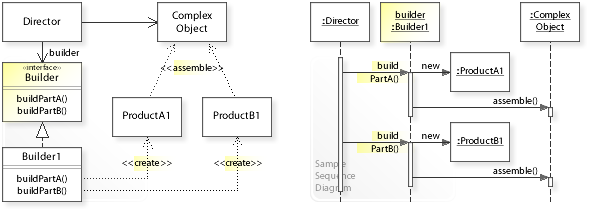 Director
Complex
Object
builder
«interface»
Builder
buildPartA()
buildPartB()
<<assemble>>
ProductA1
ProductB1
Builder1
buildPartA()
buildPartB()
<<create>>
<<create>>
:Director
builder
:Builder1
:Complex
Object
build
PartA()
new
:ProductA1
assemble()
build
PartB()
new
:ProductB1
assemble()
Sample
Sequence
Diagram